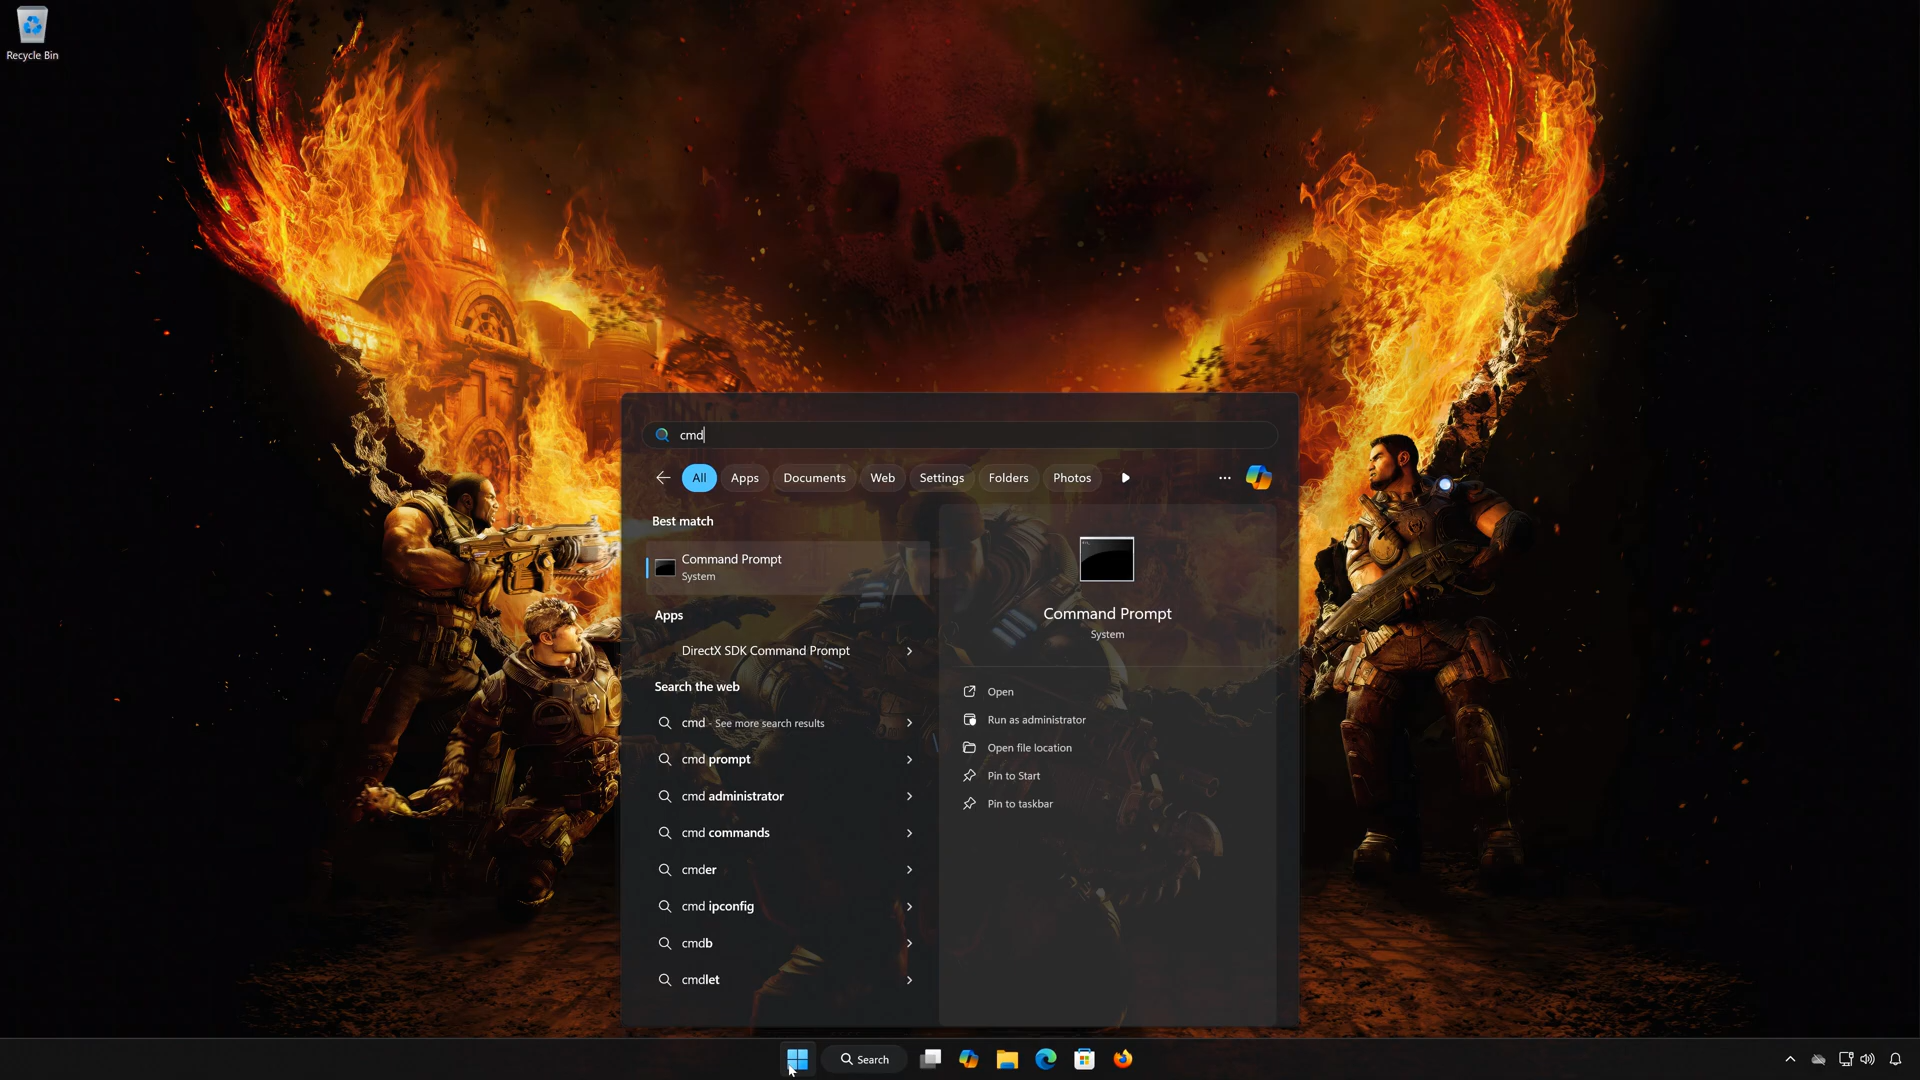 Recycle Bin
cmd
All Apps Documents Web Settings Folders Photos
Best match
Command Prompt
System
Apps
DirectX SDK Command Prompt
Search the web
cmd - See more search results
cmd prompt
cmd administrator
cmd commands
cmder
cmd ipconfig
cmdb
cmdlet
Command Prompt
System
Open
Run as administrator
Open file location
Pin to Start
Pin to taskbar
Search